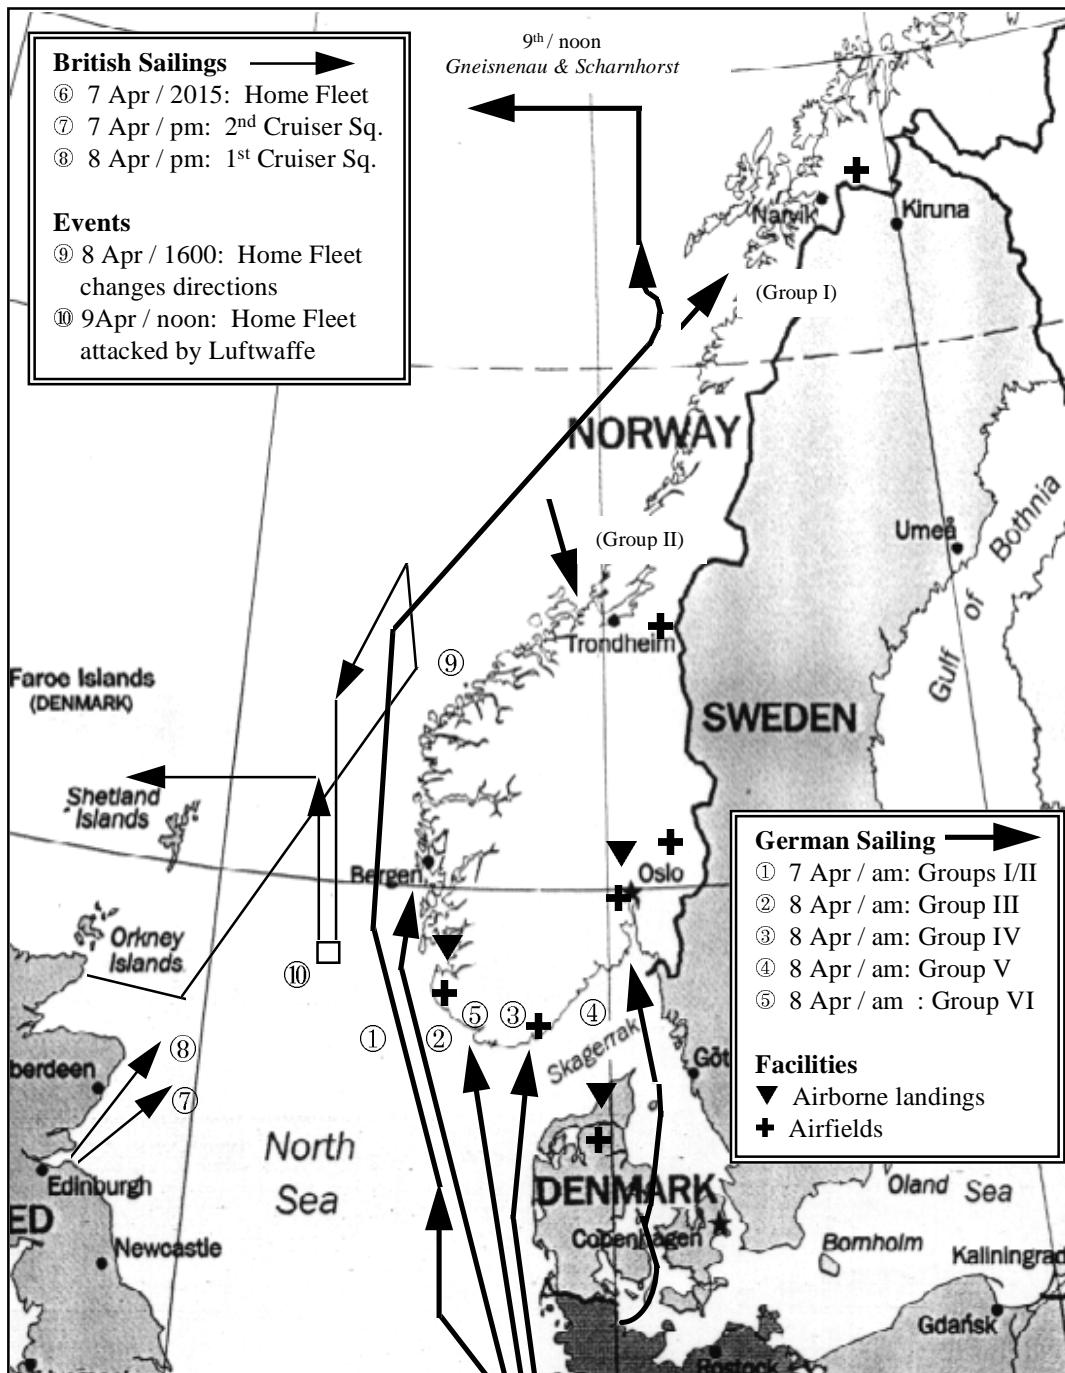 9th / noon
Gneisnenau & Scharnhorst
British Sailings
⑥ 7 Apr / 2015: Home Fleet
⑦ 7 Apr / pm: 2nd Cruiser Sq.
⑧ 8 Apr / pm: 1st Cruiser Sq.
Events
⑨ 8 Apr / 1600: Home Fleet
changes directions
⑩ 9Apr / noon: Home Fleet
attacked by Luftwaffe
Narvik
Kiruna
(Group I)
NORWAY
(Group II)
Umeå
Gulf of Bothnia
Trondheim
⑨
Faroe Islands
(DENMARK)
SWEDEN
Shetland
Islands
Bergen
Oslo
Orkney
Islands
⑩
① ② ⑤ ③ ④
Skagerrak
Göt
⑧
⑦
berdeen
North
Sea
Edinburgh
ED
Newcastle
DENMARK
Copenhagen
German Sailing
① 7 Apr / am: Groups I/II
② 8 Apr / am: Group III
③ 8 Apr / am: Group IV
④ 8 Apr / am: Group V
⑤ 8 Apr / am : Group VI
Facilities
Airborne landings
Airfields
Oland
Sea
Bornholm
Kaliningrad
Gdańsk
Rostock